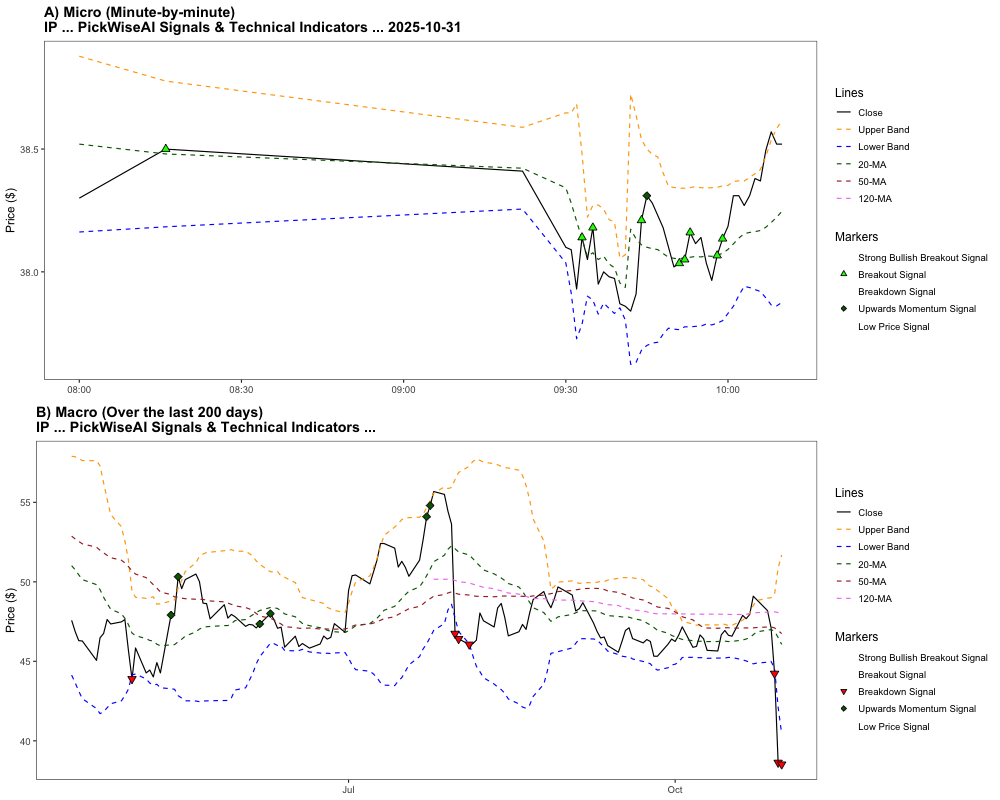 A) Micro (Minute-by-minute)
IP ... PickWiseAI Signals & Technical Indicators ... 2025-10-31
Price ($)
38.5
38.0
08:00
08:30
09:00
09:30
10:00
Lines
Close
Upper Band
Lower Band
20-MA
50-MA
120-MA
Markers
Strong Bullish Breakout Signal
Breakout Signal
Breakdown Signal
Upwards Momentum Signal
Low Price Signal
B) Macro (Over the last 200 days)
IP ... PickWiseAI Signals & Technical Indicators ...
Price ($)
55
50
45
40
Jul
Oct
Lines
Close
Upper Band
Lower Band
20-MA
50-MA
120-MA
Markers
Strong Bullish Breakout Signal
Breakout Signal
Breakdown Signal
Upwards Momentum Signal
Low Price Signal